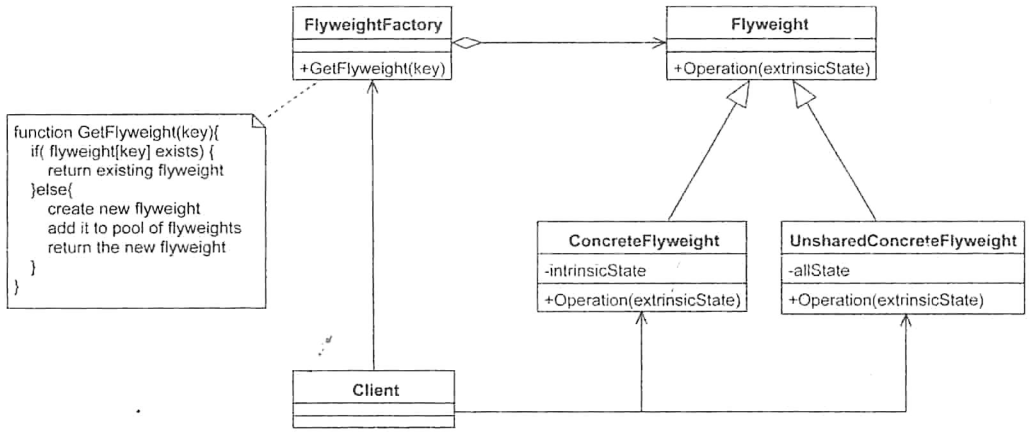 FlyweightFactory
+GetFlyweight(key)
Flyweight
+Operation(extrinsicState)
function GetFlyweight(key){
if( flyweight[key] exists) {
return existing flyweight
}else{
create new flyweight
add it to pool of flyweights
return the new flyweight
}
}
ConcreteFlyweight
-intrinsicState
+Operation(extrinsicState)
UnsharedConcreteFlyweight
-allState
+Operation(extrinsicState)
Client